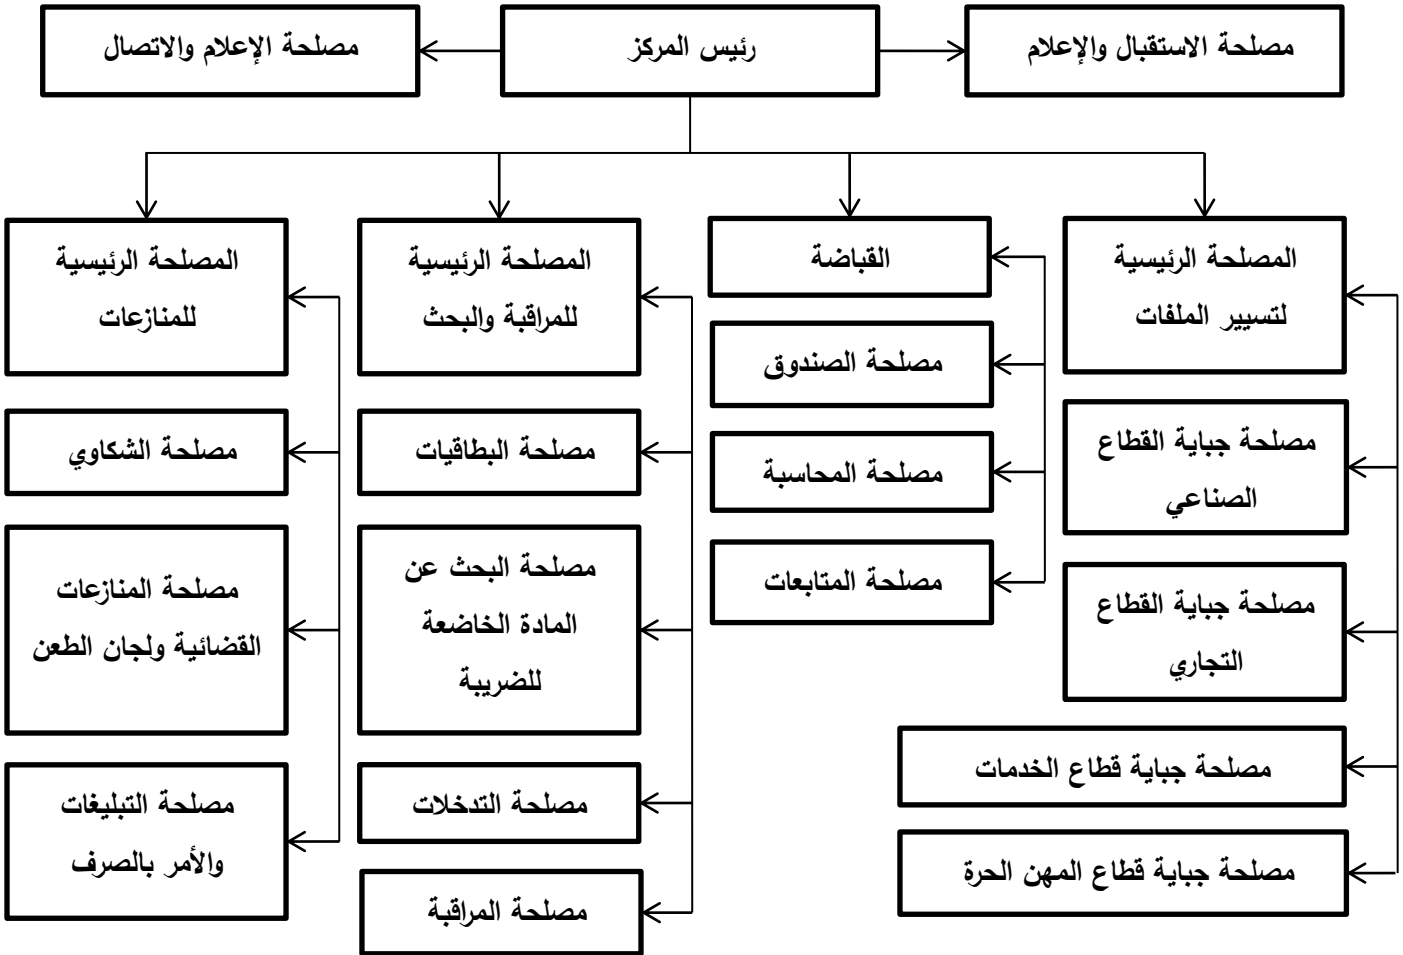 مصلحة الاستقبال والإعلام
رئيس المركز
مصلحة الإعلام والاتصال
المصلحة الرئيسية
لتسيير الملفات
مصلحة جباية القطاع
الصناعي
مصلحة جباية القطاع
التجاري
مصلحة جباية قطاع الخدمات
مصلحة جباية قطاع المهن الحرة
القباضة
مصلحة الصندوق
مصلحة المحاسبة
مصلحة المتابعات
المصلحة الرئيسية
للمراقبة والبحث
مصلحة البطاقيات
مصلحة البحث عن
المادة الخاضعة
للضريبة
مصلحة التدخلات
مصلحة المراقبة
المصلحة الرئيسية
للمنازعات
مصلحة الشكاوي
مصلحة المنازعات
القضائية ولجان الطعن
مصلحة التبليغات
والأمر بالصرف